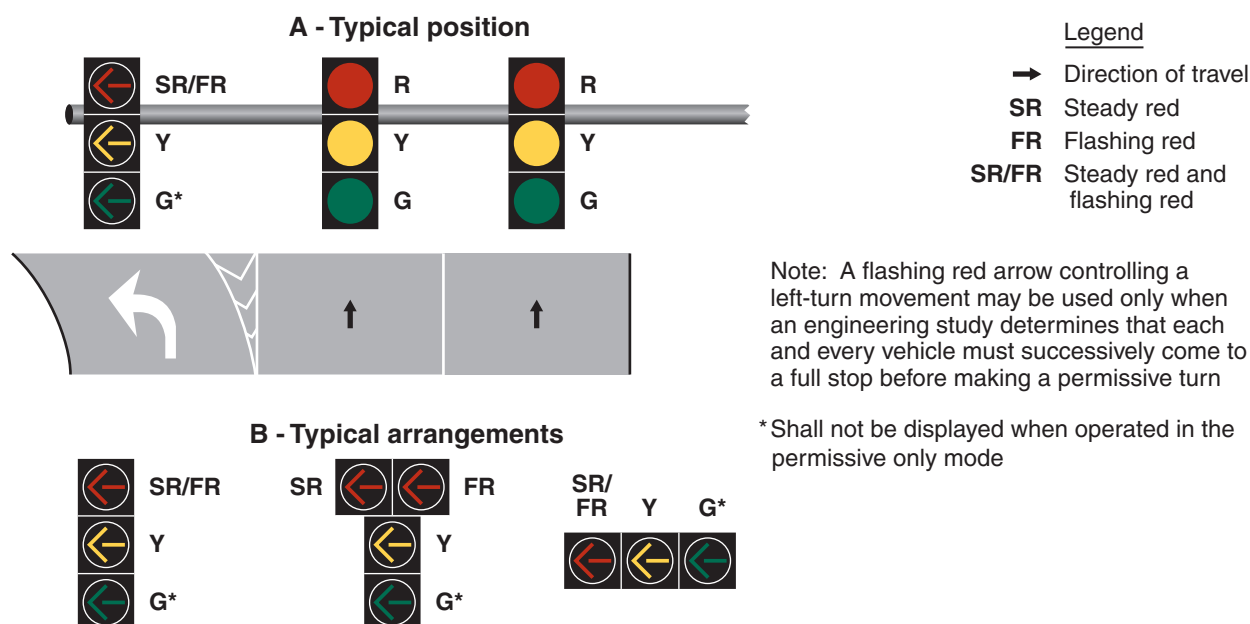 A - Typical position
SR/FR
Y
G*
R
Y
G
R
Y
G
Legend
Direction of travel
SR Steady red
FR Flashing red
SR/FR Steady red and
flashing red
Note: A flashing red arrow controlling a
left-turn movement may be used only when
an engineering study determines that each
and every vehicle must successively come to
a full stop before making a permissive turn
*Shall not be displayed when operated in the
permissive only mode
B - Typical arrangements
SR/FR
Y
G*
SR FR
Y
G*
SR/
FR Y G*